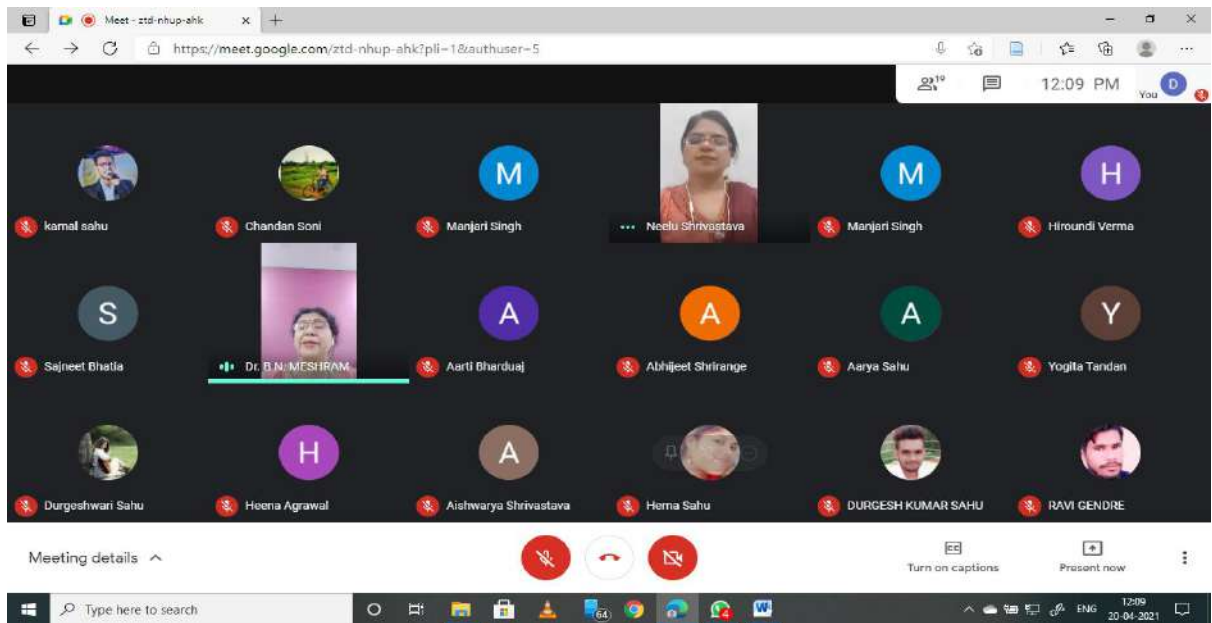 Meet - ztd-nhup-ahk
https://meet.google.com/ztd-nhup-ahk?pli=1&authuser=5
19
12:09 PM
You D
M M H
kamal sahu Chandan Soni Manjari Singh Neelu Shrivastava Manjari Singh Hiroundi Verma
S A A A Y
Sajneet Bhatia Dr. B.N. MESHRAM Aarti Bharduaj Abhijeet Shrirange Aarya Sahu Yogita Tandan
H A
Durgeshwari Sahu Heena Agrawal Aishwarya Shrivastava Hema Sahu DURGESH KUMAR SAHU RAVI GENDRE
Meeting details
Turn on captions Present now
Type here to search 64 4 W ENG 12:09
20-04-2021